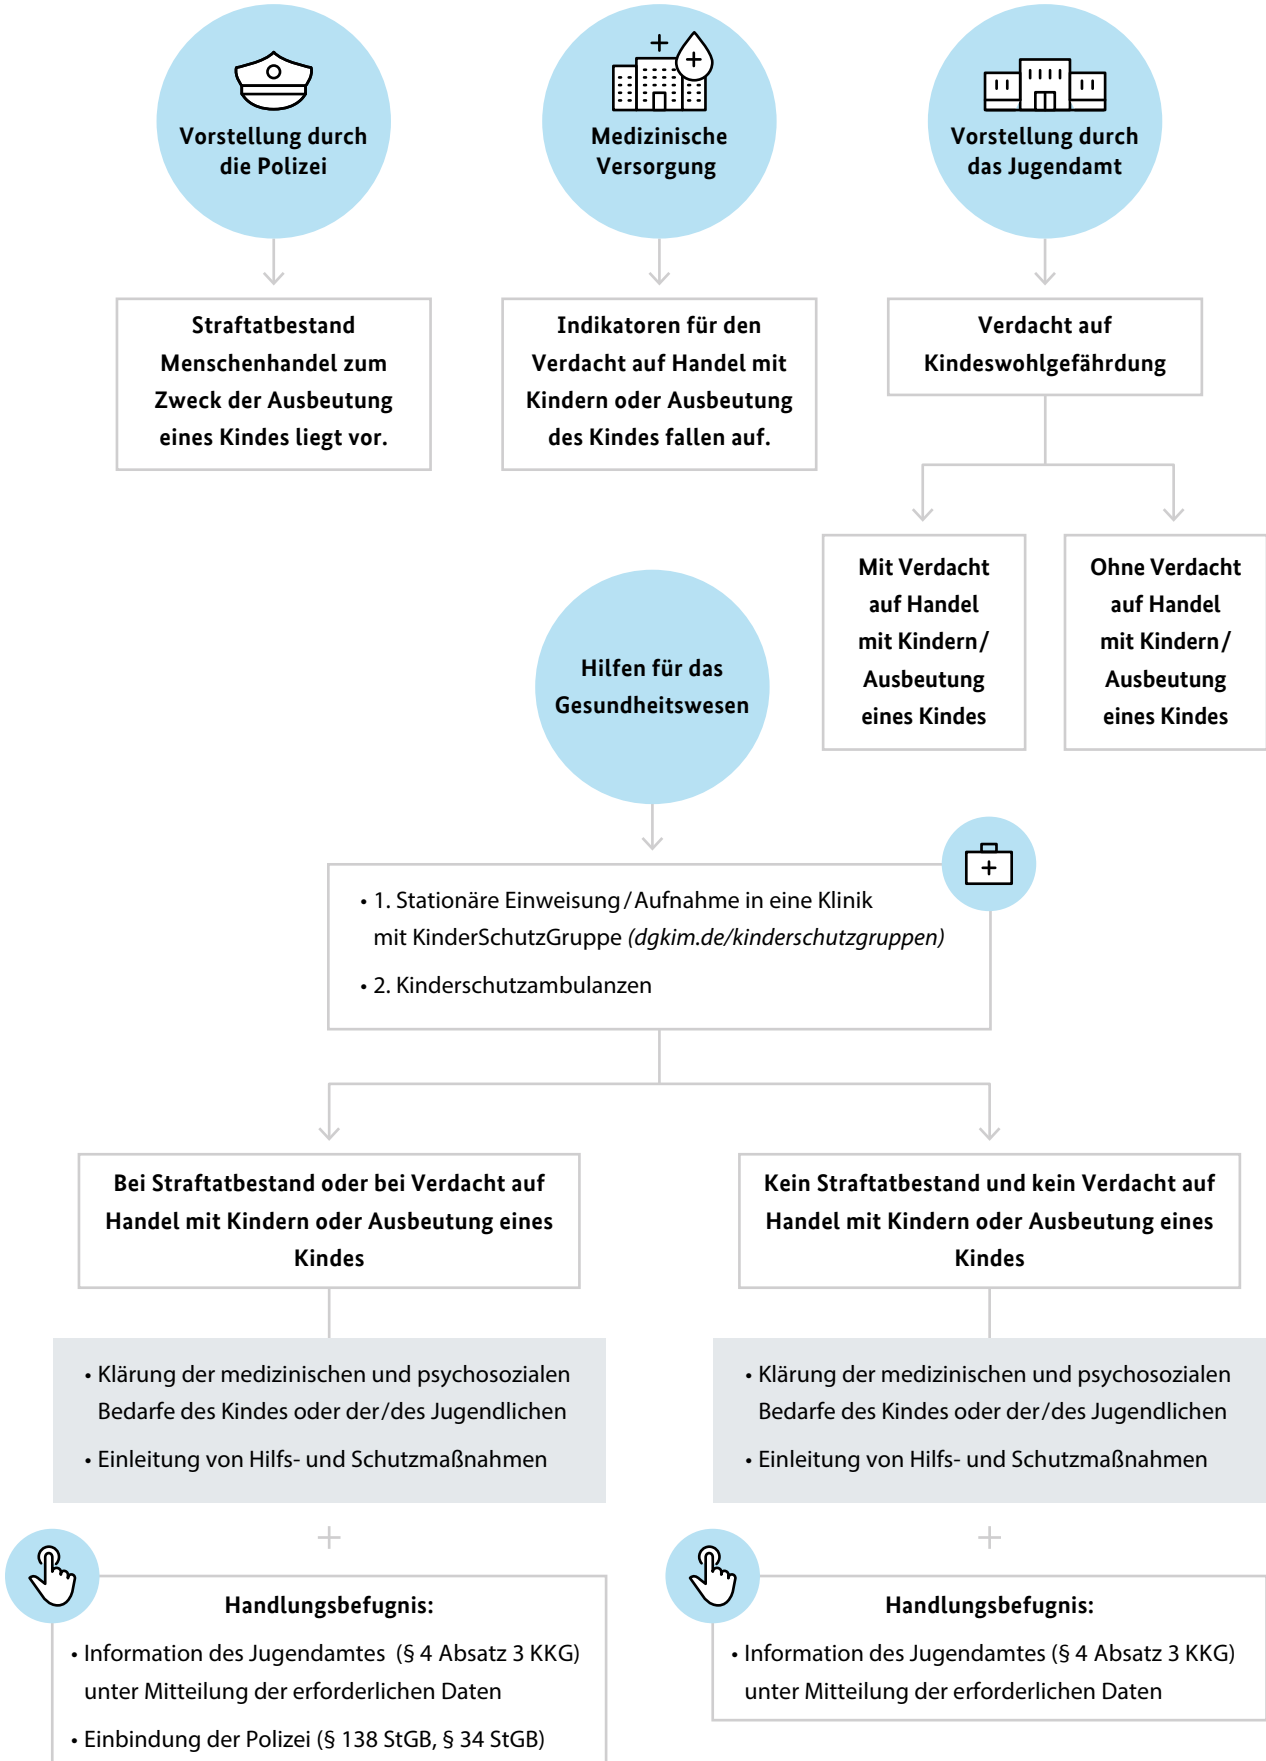 Vorstellung durch
die Polizei
Medizinische
Versorgung
Vorstellung durch
das Jugendamt
Straftatbestand
Menschenhandel zum
Zweck der Ausbeutung
eines Kindes liegt vor.
Indikatoren für den
Verdacht auf Handel mit
Kindern oder Ausbeutung
des Kindes fallen auf.
Verdacht auf
Kindeswohlgefährdung
Mit Verdacht
auf Handel
mit Kindern/
Ausbeutung
eines Kindes
Ohne Verdacht
auf Handel
mit Kindern/
Ausbeutung
eines Kindes
Hilfen für das
Gesundheitswesen
• 1. Stationäre Einweisung/Aufnahme in eine Klinik
mit KinderSchutzGruppe (dgkim.de/kinderschutzgruppen)
• 2. Kinderschutzambulanzen
Bei Straftatbestand oder bei Verdacht auf
Handel mit Kindern oder Ausbeutung eines
Kindes
Kein Straftatbestand und kein Verdacht auf
Handel mit Kindern oder Ausbeutung eines
Kindes
• Klärung der medizinischen und psychosozialen
Bedarfe des Kindes oder der/des Jugendlichen
• Einleitung von Hilfs- und Schutzmaßnahmen
• Klärung der medizinischen und psychosozialen
Bedarfe des Kindes oder der/des Jugendlichen
• Einleitung von Hilfs- und Schutzmaßnahmen
Handlungsbefugnis:
• Information des Jugendamtes (§ 4 Absatz 3 KKG)
unter Mitteilung der erforderlichen Daten
• Einbindung der Polizei (§ 138 StGB, § 34 StGB)
Handlungsbefugnis:
• Information des Jugendamtes (§ 4 Absatz 3 KKG)
unter Mitteilung der erforderlichen Daten